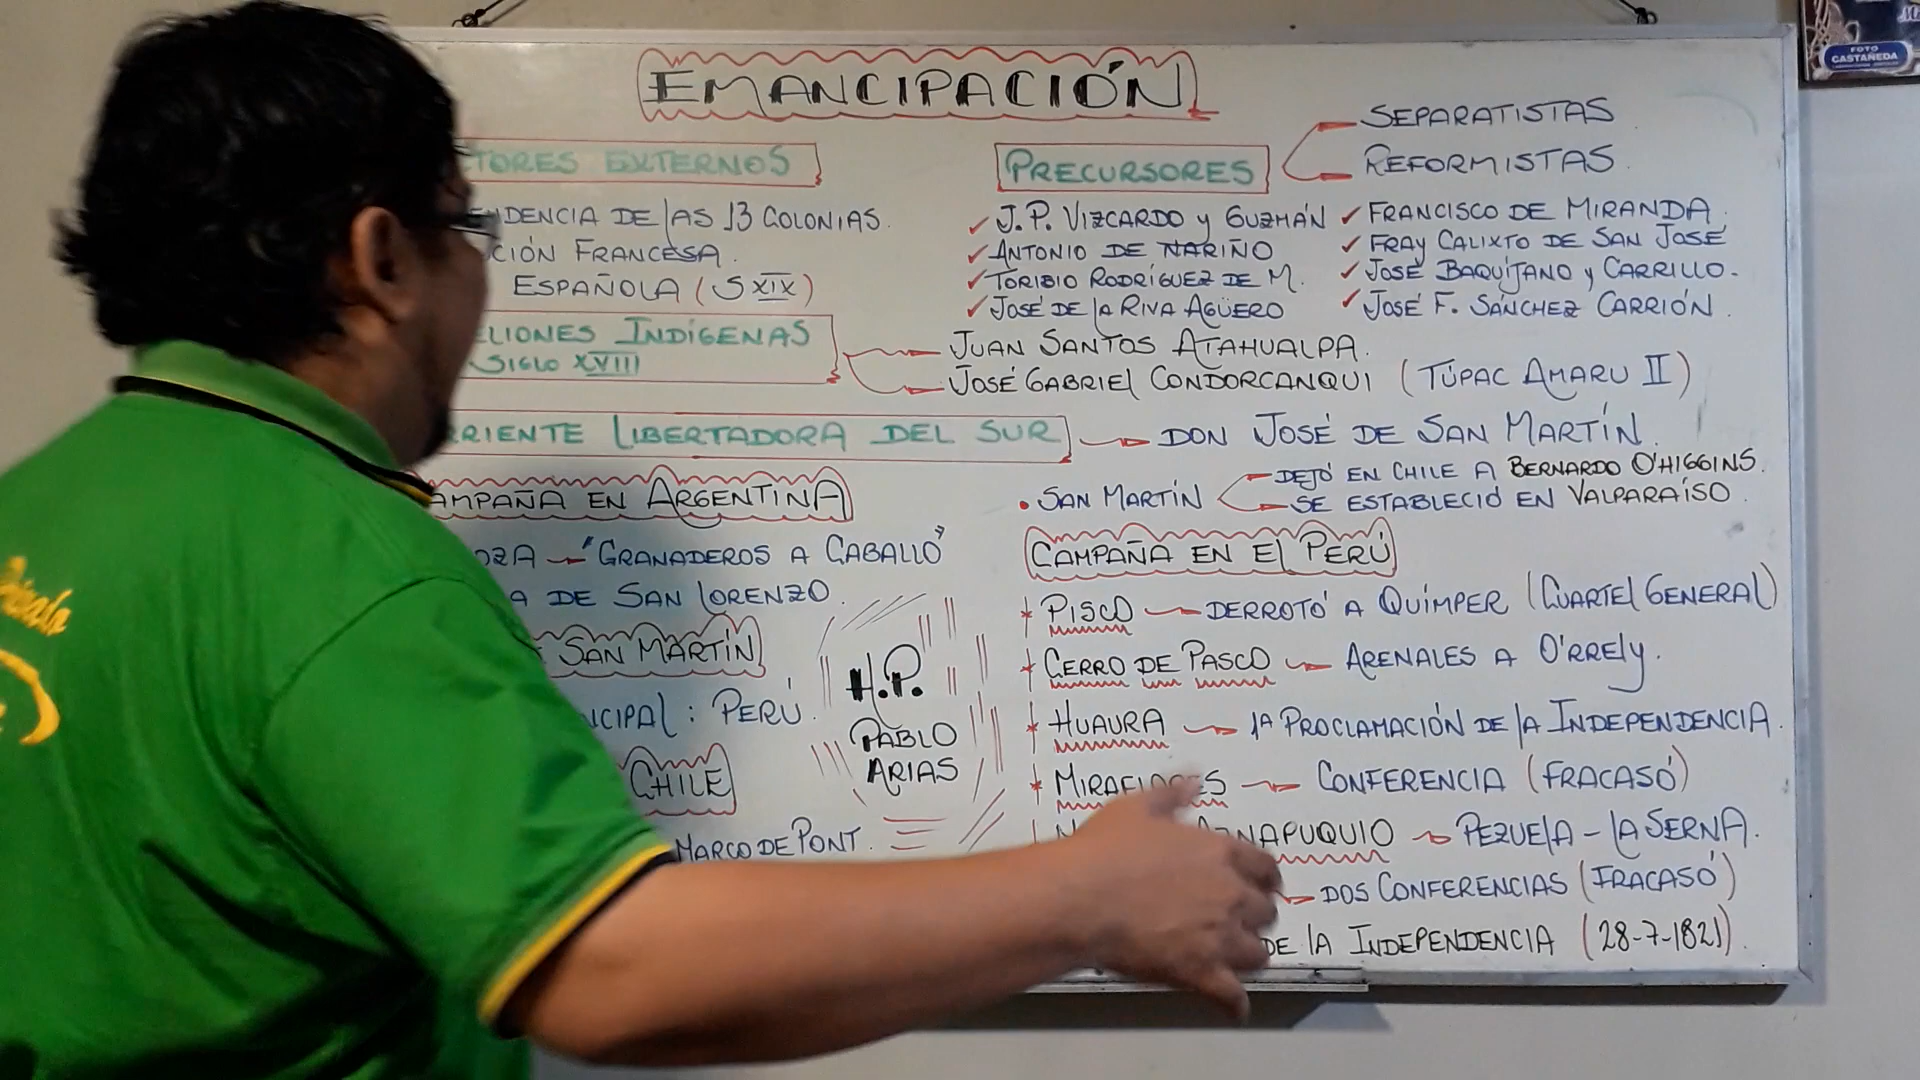 EMANCIPACIÓN
TORES EXTERNOS
ENDENCIA DE LAS 13 COLONIAS.
CIÓN FRANCESA.
ESPAÑOLA (S XIX)
PRECURSORES
SEPARATISTAS
REFORMISTAS.
J.P. VIZCARDO y GUZMÁN
ANTONIO DE NARIÑO
TORIBIO RODRÍGUEZ DE M.
JOSÉ DE LA RIVA AGÜERO
FRANCISCO DE MIRANDA.
FRAY CALIXTO DE SAN JOSÉ
JOSÉ BAQUÍJANO y CARRILLO.
JOSÉ F. SÁNCHEZ CARRIÓN.
ELIONES INDÍGENAS
SIGLO XVIII
JUAN SANTOS ATAHUALPA.
JOSÉ GABRIEL CONDORCANQUI (TÚPAC AMARU II)
RRIENTE LIBERTADORA DEL SUR
DON JOSÉ DE SAN MARTÍN.
AMPAÑA EN ARGENTINA
OZA "GRANADEROS A CABALLO"
A DE SAN LORENZO.
SAN MARTÍN
NCIPAL: PERÚ.
CHILE
MARCO DE PONT.
H.P.
PABLO
ARIAS
• SAN MARTÍN
DEJÓ EN CHILE A BERNARDO O'HIGGINS.
SE ESTABLECIÓ EN VALPARAÍSO.
CAMPAÑA EN EL PERÚ
* PISCO DERROTÓ A QUIMPER (CUARTEL GENERAL)
* CERRO DE PASCO ARENALES A O'RRELY.
* HUAURA 1A PROCLAMACIÓN DE LA INDEPENDENCIA.
* MIRAFLORES CONFERENCIA (FRACASÓ)
AZNAPUQUIO PEZUELA - LA SERNA.
DOS CONFERENCIAS (FRACASÓ)
DE LA INDEPENDENCIA (28-7-1821).
FOTO
CASTAÑEDA